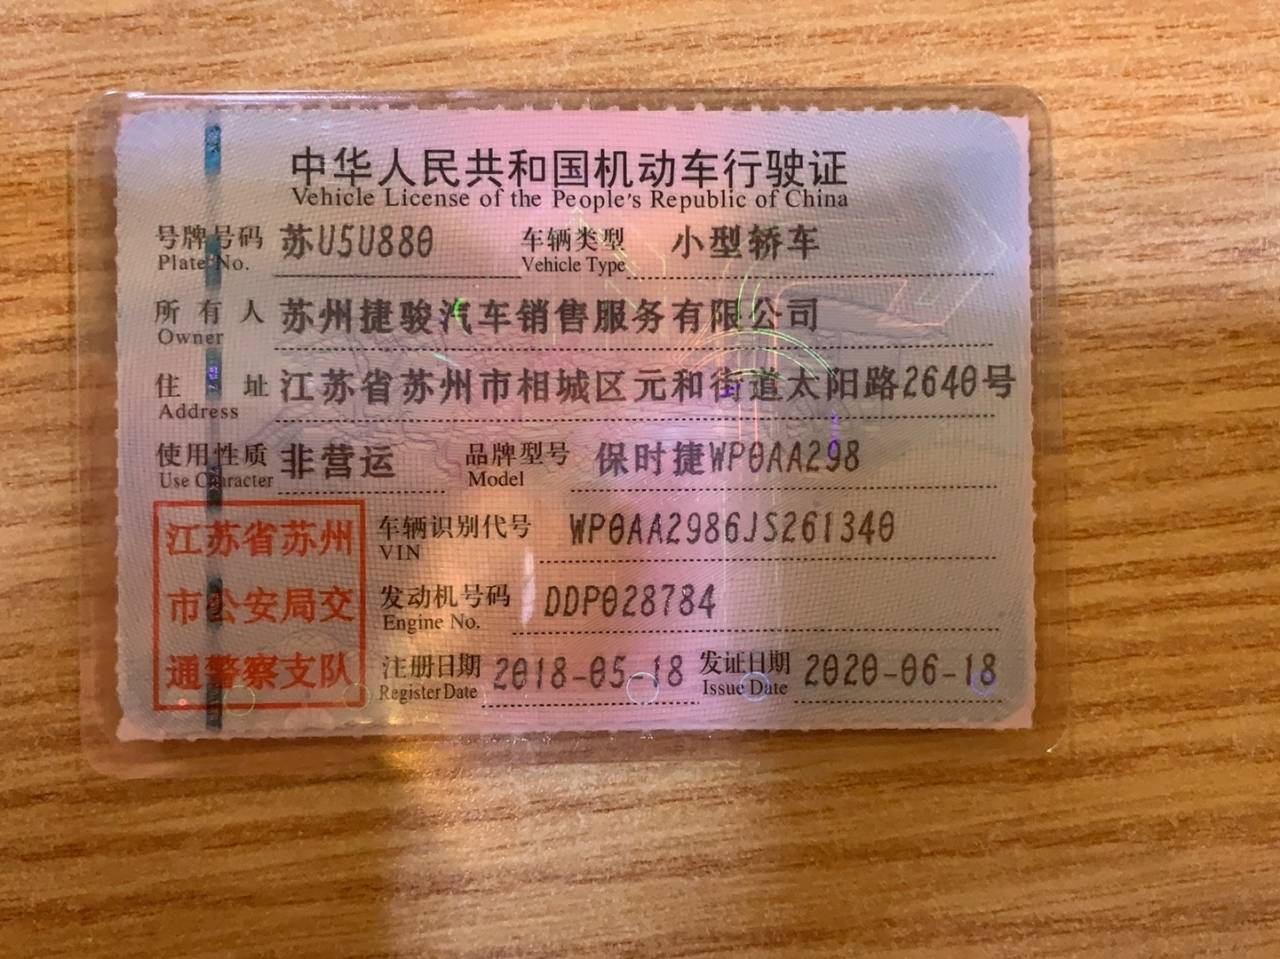 中华人民共和国机动车行驶证
Vehicle License of the People's Republic of China
号牌号码 苏U5U880 车辆类型 小型轿车
Plate No. Vehicle Type
所有人 苏州捷骏汽车销售服务有限公司
Owner
住址 江苏省苏州市相城区元和街道太阳路2640号
Address
使用性质 非营运 品牌型号 保时捷WP0AA298
Use Character Model
江苏省苏州 车辆识别代号 WP0AA2986JS261340
VIN
市公安局交 发动机号码 DDP028784
Engine No.
通警察支队 注册日期 2018-05-18 发证日期 2020-06-18
Register Date Issue Date